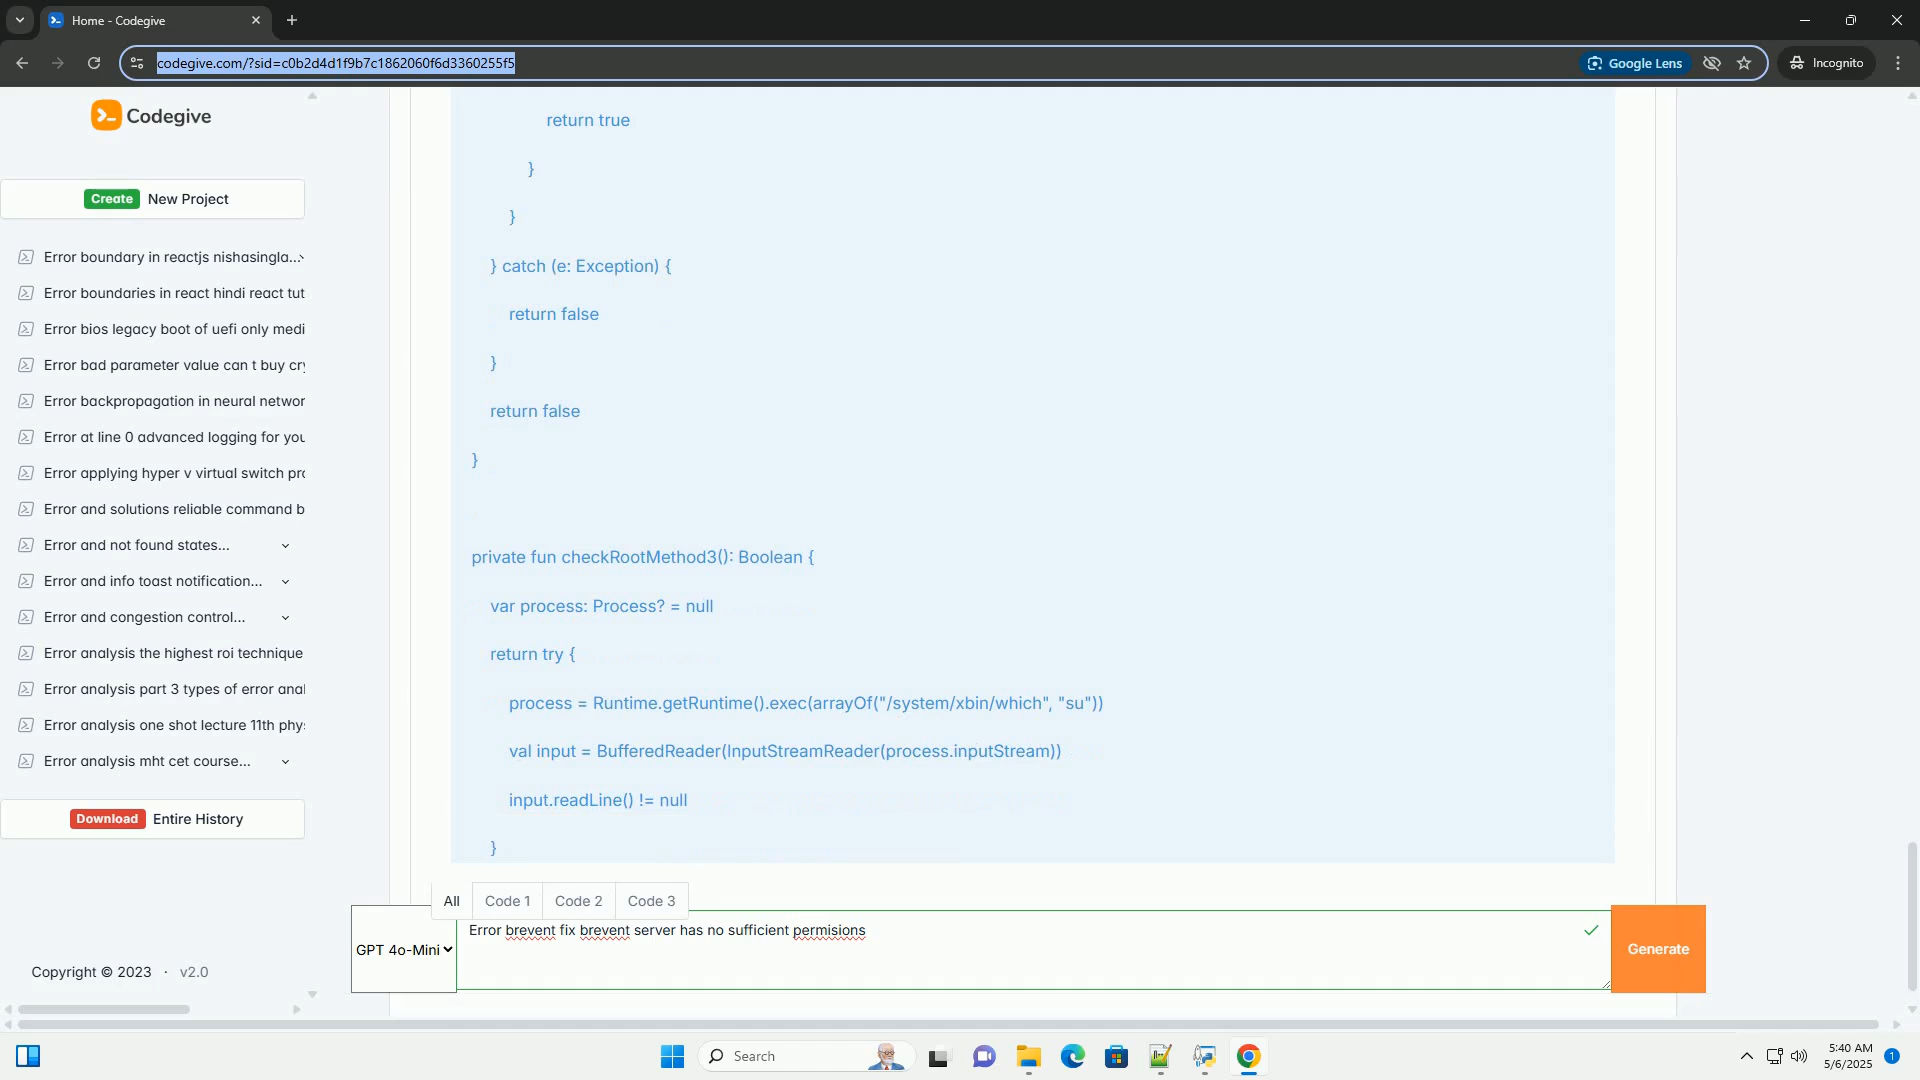 Home - Codegive
codegive.com/?sid=c0b2d4d1f9b7c1862060f6d3360255f5
Google Lens
Incognito
Codegive
Create New Project
Error boundary in reactjs nishasingla...
Error boundaries in react hindi react tut
Error bios legacy boot of uefi only medi
Error bad parameter value can t buy cry
Error backpropagation in neural networ
Error at line 0 advanced logging for you
Error applying hyper v virtual switch pro
Error and solutions reliable command b
Error and not found states...
Error and info toast notification...
Error and congestion control...
Error analysis the highest roi technique
Error analysis part 3 types of error anal
Error analysis one shot lecture 11th phys
Error analysis mht cet course...
Download Entire History
Copyright © 2023 · v2.0
return true
}
}
} catch (e: Exception) {
return false
}
return false
}
private fun checkRootMethod3(): Boolean {
var process: Process? = null
return try {
process = Runtime.getRuntime().exec(arrayOf("/system/xbin/which", "su"))
val input = BufferedReader(InputStreamReader(process.inputStream))
input.readLine() != null
}
All Code 1 Code 2 Code 3
GPT 4o-Mini
Error brevent fix brevent server has no sufficient permisions
Generate
Search
5:40 AM
5/6/2025
1